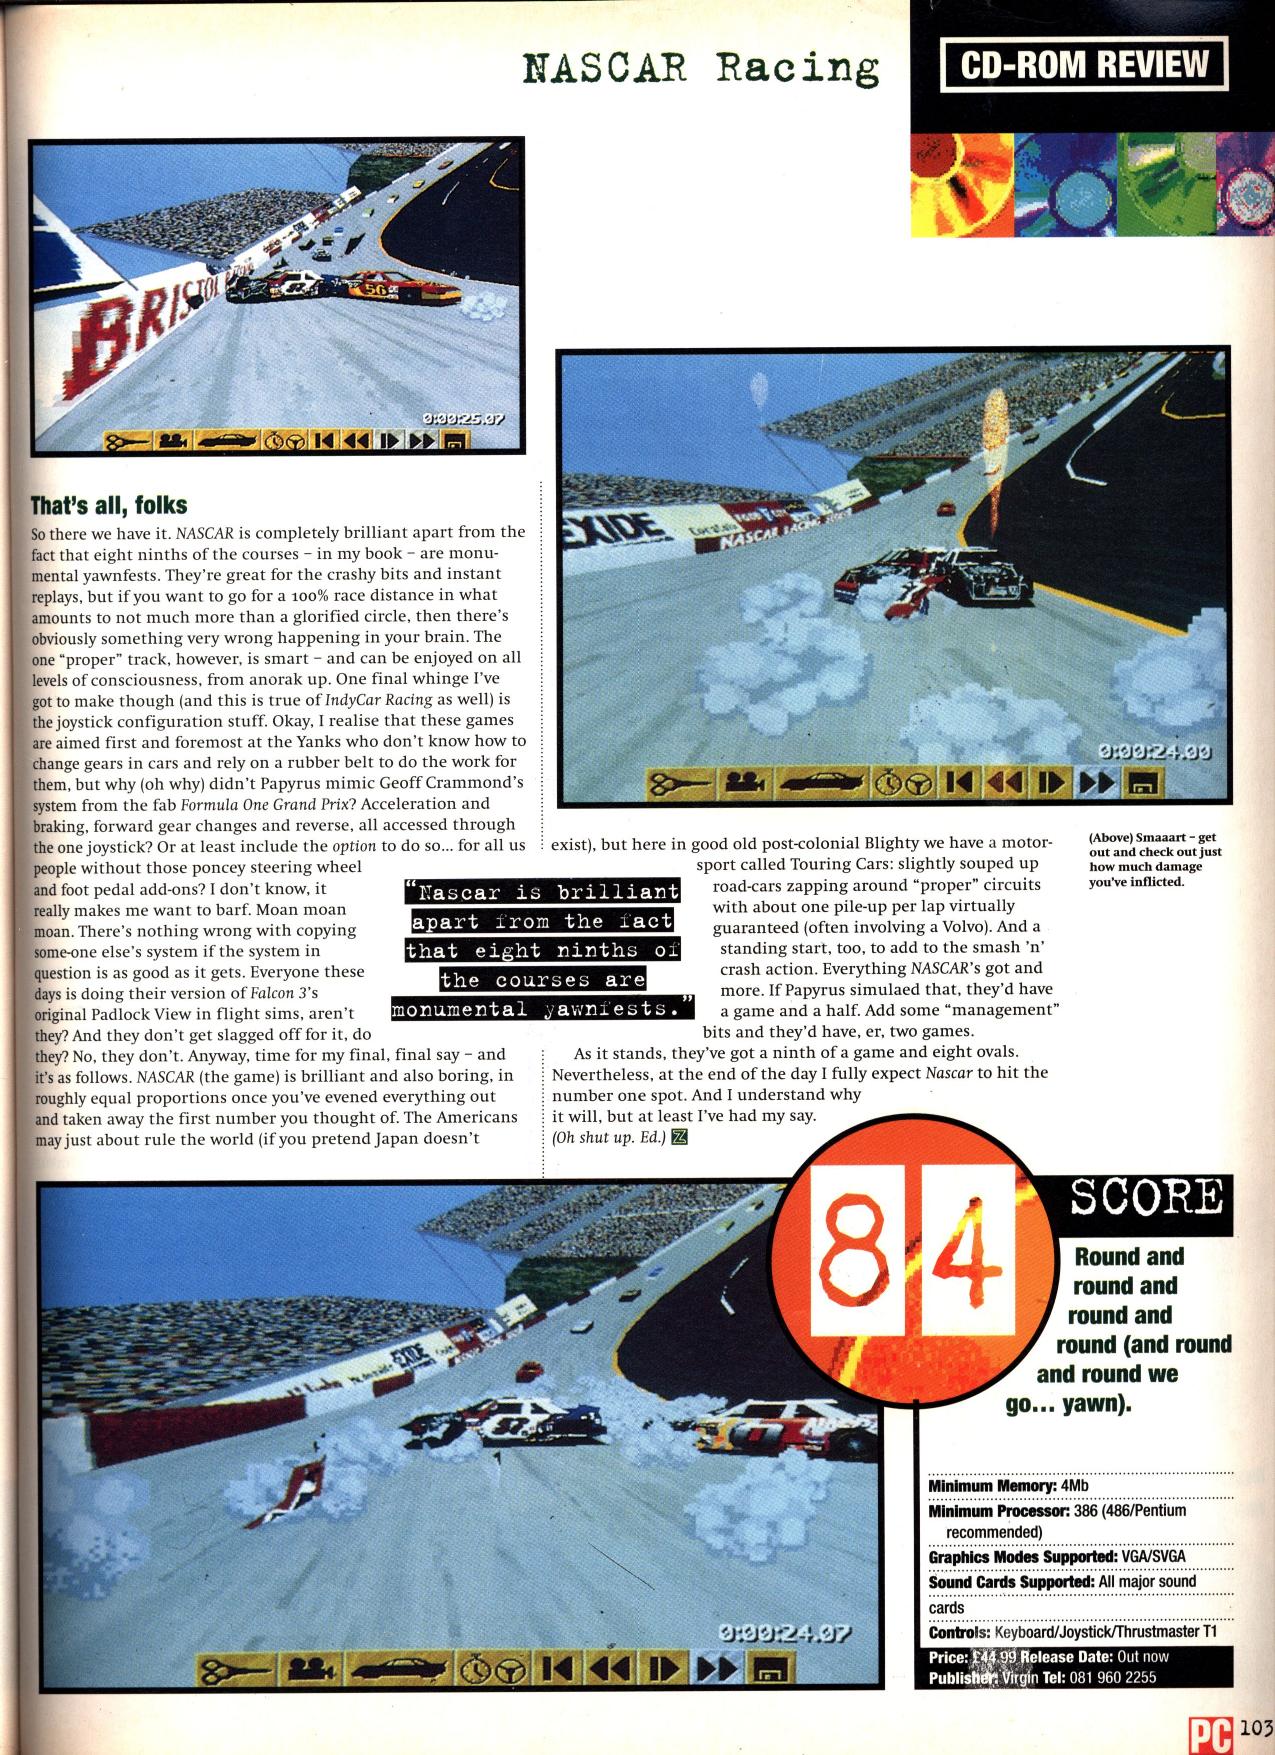 NASCAR Racing
CD-ROM REVIEW
BRISTOL
56
0:00:25.07
EXIDE
NASCAR RACING
0:00:24.00
That's all, folks
So there we have it. NASCAR is completely brilliant apart from the
fact that eight ninths of the courses – in my book – are monu-
mental yawnfests. They're great for the crashy bits and instant
replays, but if you want to go for a 100% race distance in what
amounts to not much more than a glorified circle, then there's
obviously something very wrong happening in your brain. The
one “proper” track, however, is smart – and can be enjoyed on all
levels of consciousness, from anorak up. One final whinge I've
got to make though (and this is true of IndyCar Racing as well) is
the joystick configuration stuff. Okay, I realise that these games
are aimed first and foremost at the Yanks who don't know how to
change gears in cars and rely on a rubber belt to do the work for
them, but why (oh why) didn't Papyrus mimic Geoff Crammond's
system from the fab Formula One Grand Prix? Acceleration and
braking, forward gear changes and reverse, all accessed through
the one joystick? Or at least include the option to do so... for all us
people without those poncey steering wheel
and foot pedal add-ons? I don't know, it
really makes me want to barf. Moan moan
moan. There's nothing wrong with copying
some-one else's system if the system in
question is as good as it gets. Everyone these
days is doing their version of Falcon 3's
original Padlock View in flight sims, aren't
they? And they don't get slagged off for it, do
they? No, they don't. Anyway, time for my final, final say – and
it's as follows. NASCAR (the game) is brilliant and also boring, in
roughly equal proportions once you've evened everything out
and taken away the first number you thought of. The Americans
may just about rule the world (if you pretend Japan doesn't
“Nascar is brilliant
apart from the fact
that eight ninths of
the courses are
monumental yawnfests.”
exist), but here in good old post-colonial Blighty we have a motor-
sport called Touring Cars: slightly souped up
road-cars zapping around “proper” circuits
with about one pile-up per lap virtually
guaranteed (often involving a Volvo). And a
standing start, too, to add to the smash 'n'
crash action. Everything NASCAR's got and
more. If Papyrus simulaed that, they'd have
a game and a half. Add some “management”
bits and they'd have, er, two games.
As it stands, they've got a ninth of a game and eight ovals.
Nevertheless, at the end of the day I fully expect Nascar to hit the
number one spot. And I understand why
it will, but at least I've had my say.
(Oh shut up. Ed.) Z
(Above) Smaaart – get
out and check out just
how much damage
you've inflicted.
EXIDE
0:00:24.07
84
SCORE
Round and
round and
round and
round (and round
and round we
go... yawn).
Minimum Memory: 4Mb
Minimum Processor: 386 (486/Pentium
recommended)
Graphics Modes Supported: VGA/SVGA
Sound Cards Supported: All major sound
cards
Controls: Keyboard/Joystick/Thrustmaster T1
Price: £44.99 Release Date: Out now
Publisher: Virgin Tel: 081 960 2255
PC 103